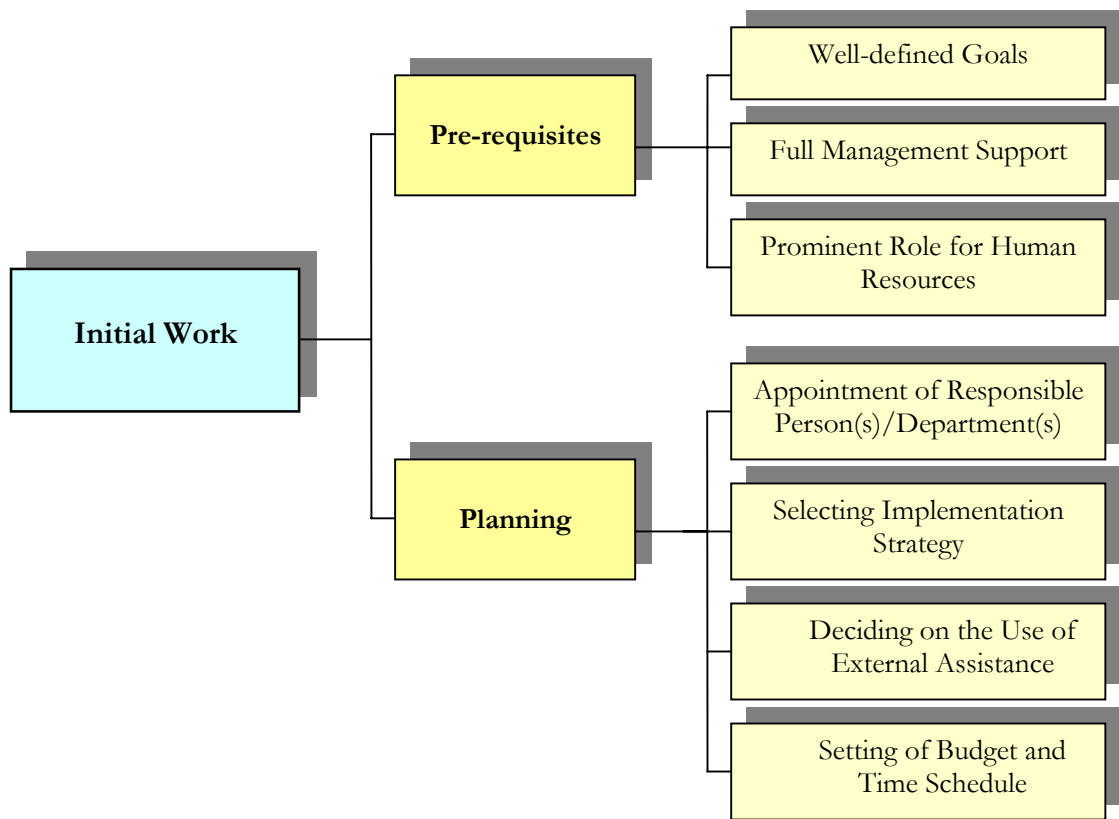 Initial Work
Pre-requisites
Well-defined Goals
Full Management Support
Prominent Role for Human
Resources
Planning
Appointment of Responsible
Person(s)/Department(s)
Selecting Implementation
Strategy
Deciding on the Use of
External Assistance
Setting of Budget and
Time Schedule